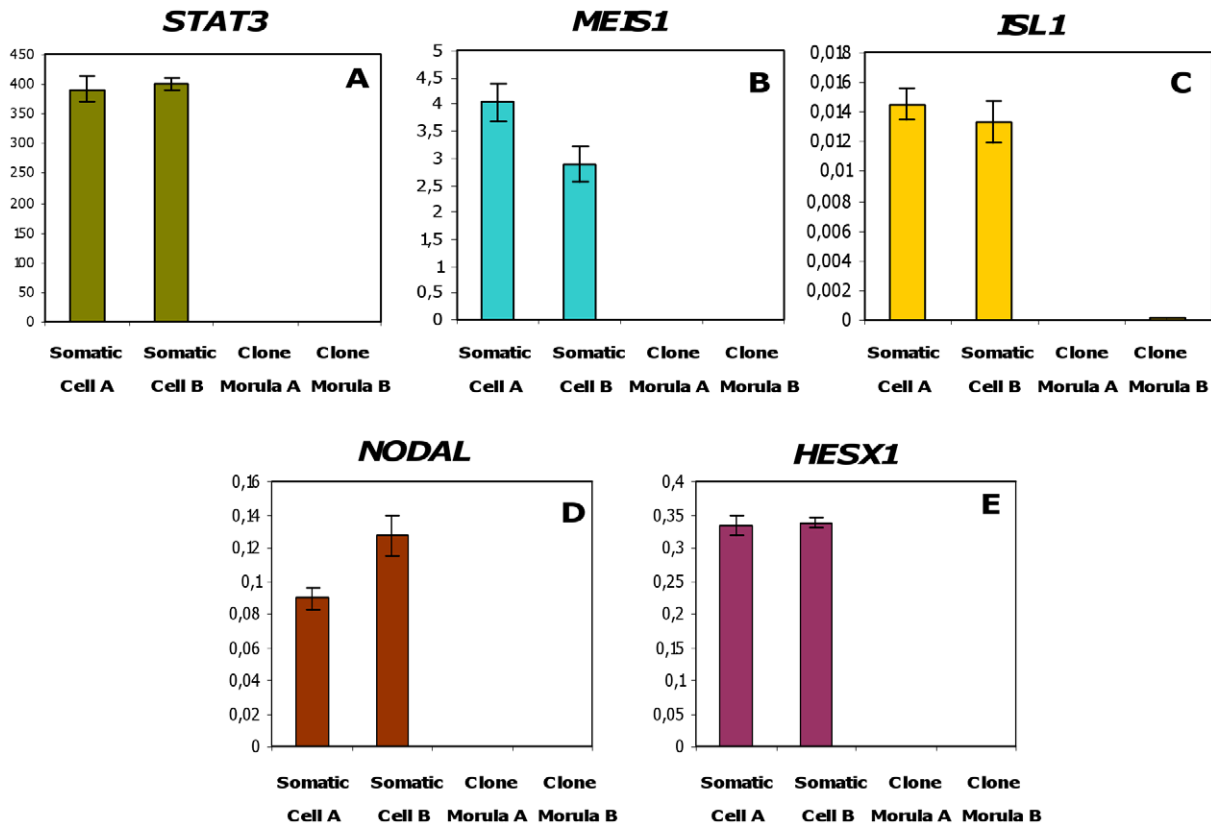 STAT3
A
450
400
350
300
250
200
150
100
50
0
Somatic Somatic Clone Clone
Cell A Cell B Morula A Morula B
MEIS1
B
5
4,5
4
3,5
3
2,5
2
1,5
1
0,5
0
Somatic Somatic Clone Clone
Cell A Cell B Morula A Morula B
ISL1
C
0,018
0,016
0,014
0,012
0,01
0,008
0,006
0,004
0,002
0
Somatic Somatic Clone Clone
Cell A Cell B Morula A Morula B
NODAL
D
0,16
0,14
0,12
0,1
0,08
0,06
0,04
0,02
0
Somatic Somatic Clone Clone
Cell A Cell B Morula A Morula B
HESX1
E
0,4
0,35
0,3
0,25
0,2
0,15
0,1
0,05
0
Somatic Somatic Clone Clone
Cell A Cell B Morula A Morula B